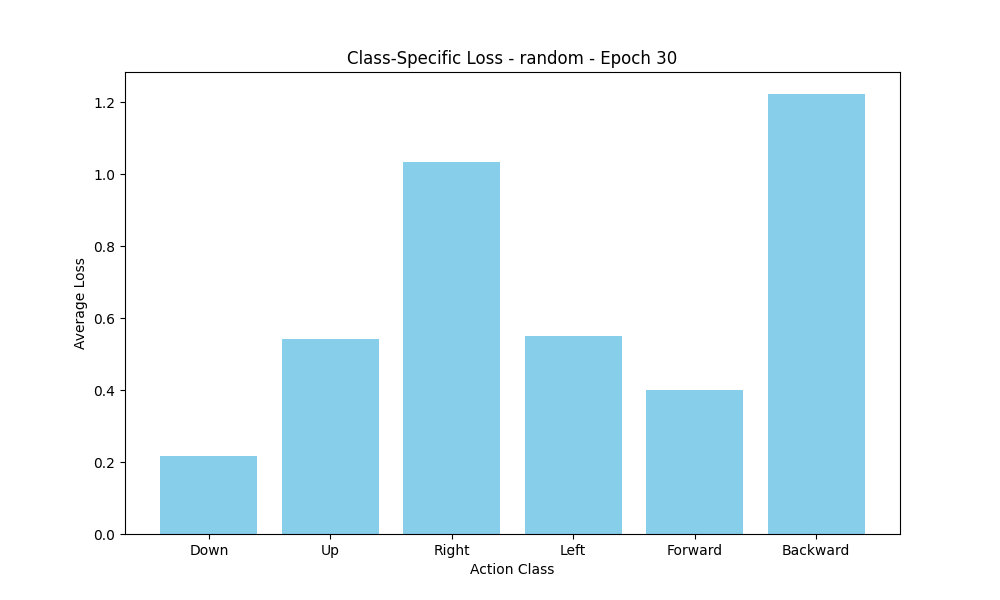 Class-Specific Loss - random - Epoch 30
1.2
1.0
0.8
0.6
0.4
0.2
0.0
Average Loss
Down Up Right Left Forward Backward
Action Class